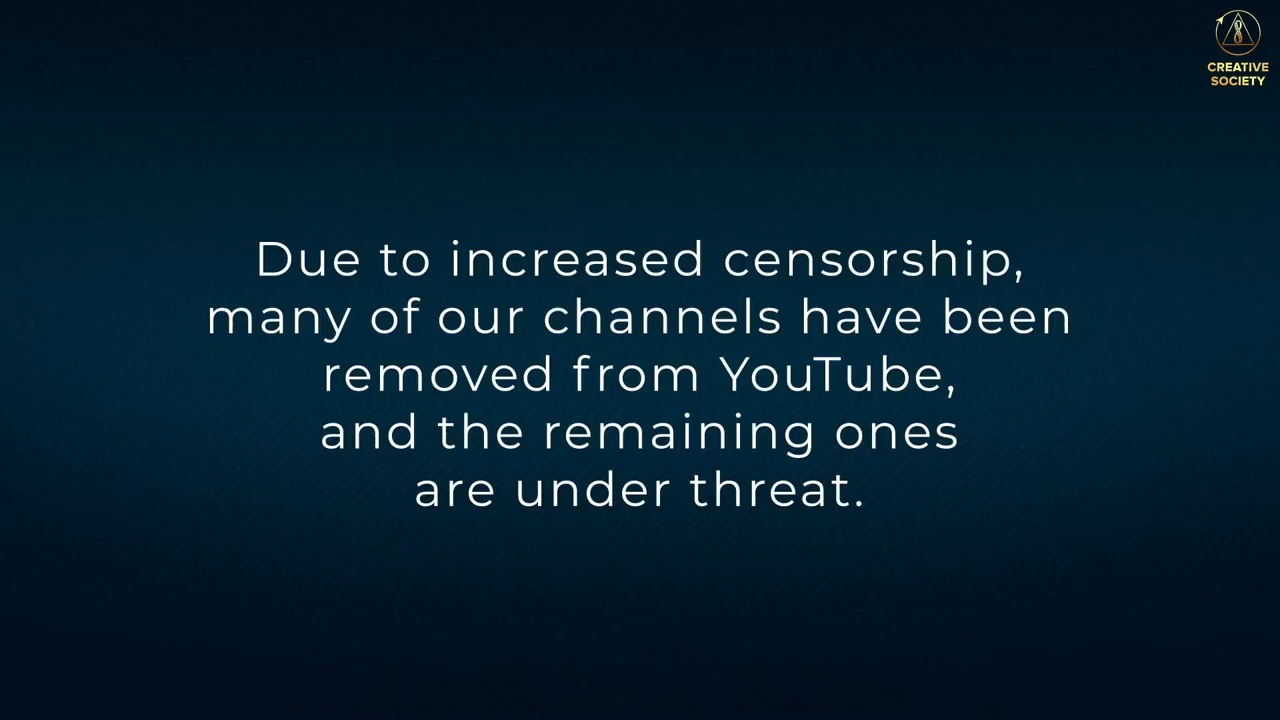 CREATIVE
SOCIETY
Due to increased censorship,
many of our channels have been
removed from YouTube,
and the remaining ones
are under threat.